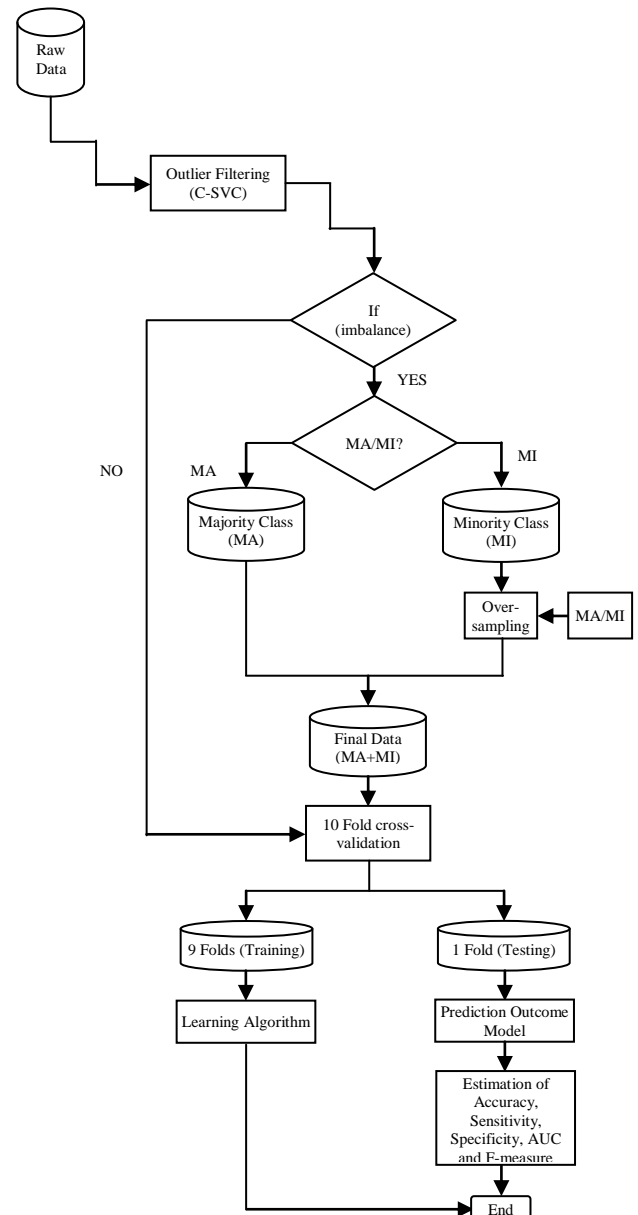 Raw
Data
Outlier Filtering
(C-SVC)
If
(imbalance)
YES
MA/MI?
NO
MA
MI
Majority Class
(MA)
Minority Class
(MI)
Over-
sampling
MA/MI
Final Data
(MA+MI)
10 Fold cross-
validation
9 Folds (Training)
1 Fold (Testing)
Learning Algorithm
Prediction Outcome
Model
Estimation of
Accuracy,
Sensitivity,
Specificity, AUC
and F-measure
End